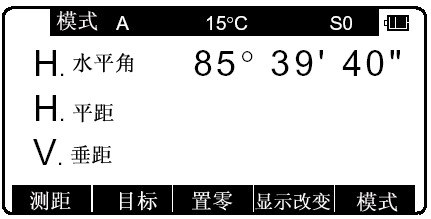 模式 A 15°C S0
H. 水平角 85° 39' 40"
H. 平距
V. 垂距
测距 目标 置零 显示改变 模式